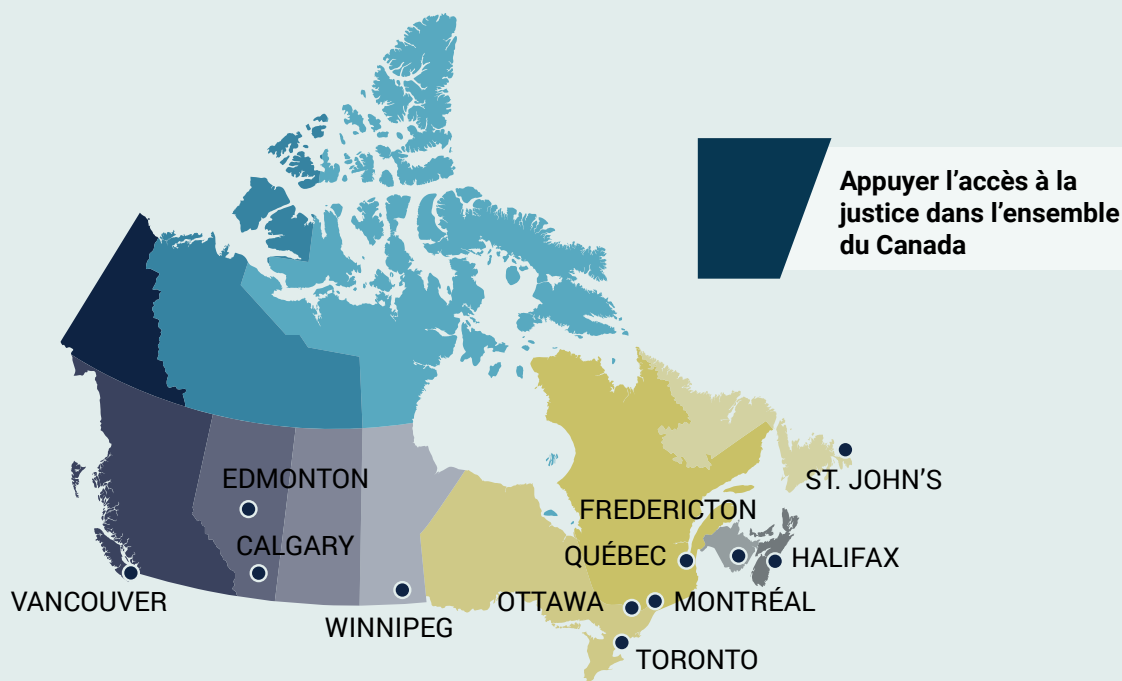 Appuyer l’accès à la
justice dans l’ensemble
du Canada
EDMONTON
ST. JOHN’S
FREDERICTON
CALGARY
QUÉBEC
HALIFAX
VANCOUVER
OTTAWA
MONTRÉAL
WINNIPEG
TORONTO